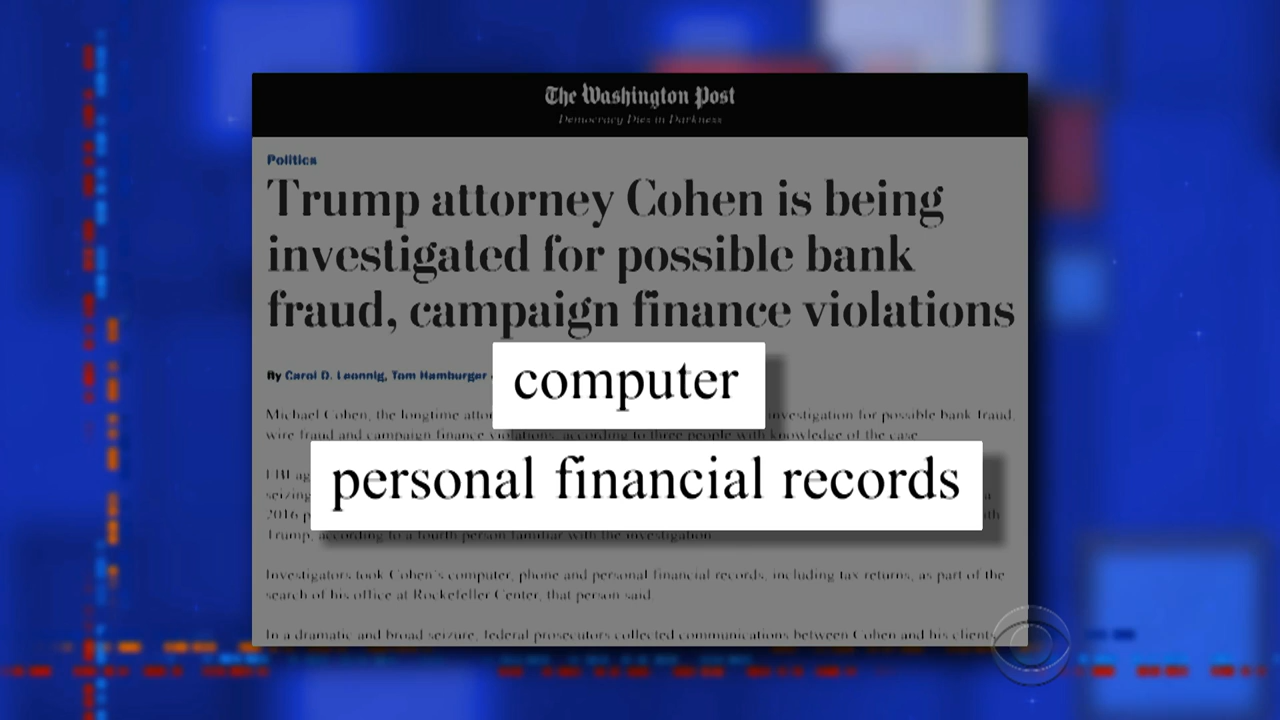 The Washington Post
Democracy Dies in Darkness
Politics
Trump attorney Cohen is being
investigated for possible bank
fraud, campaign finance violations
By Carol D. Leonnig, Tom Hamburger
computer
Michael Cohen, the longtime investigation for possible bank fraud,
wire fraud and campaign finance violations, according to three people with knowledge of the case.
personal financial records
FBI
seizing a
2016
Trump, according to a fourth person familiar with the investigation.
Investigators took Cohen's computer, phone and personal financial records, including tax returns, as part of the
search of his office at Rockefeller Center, that person said.
In a dramatic and broad seizure, federal prosecutors collected communications between Cohen and his clients